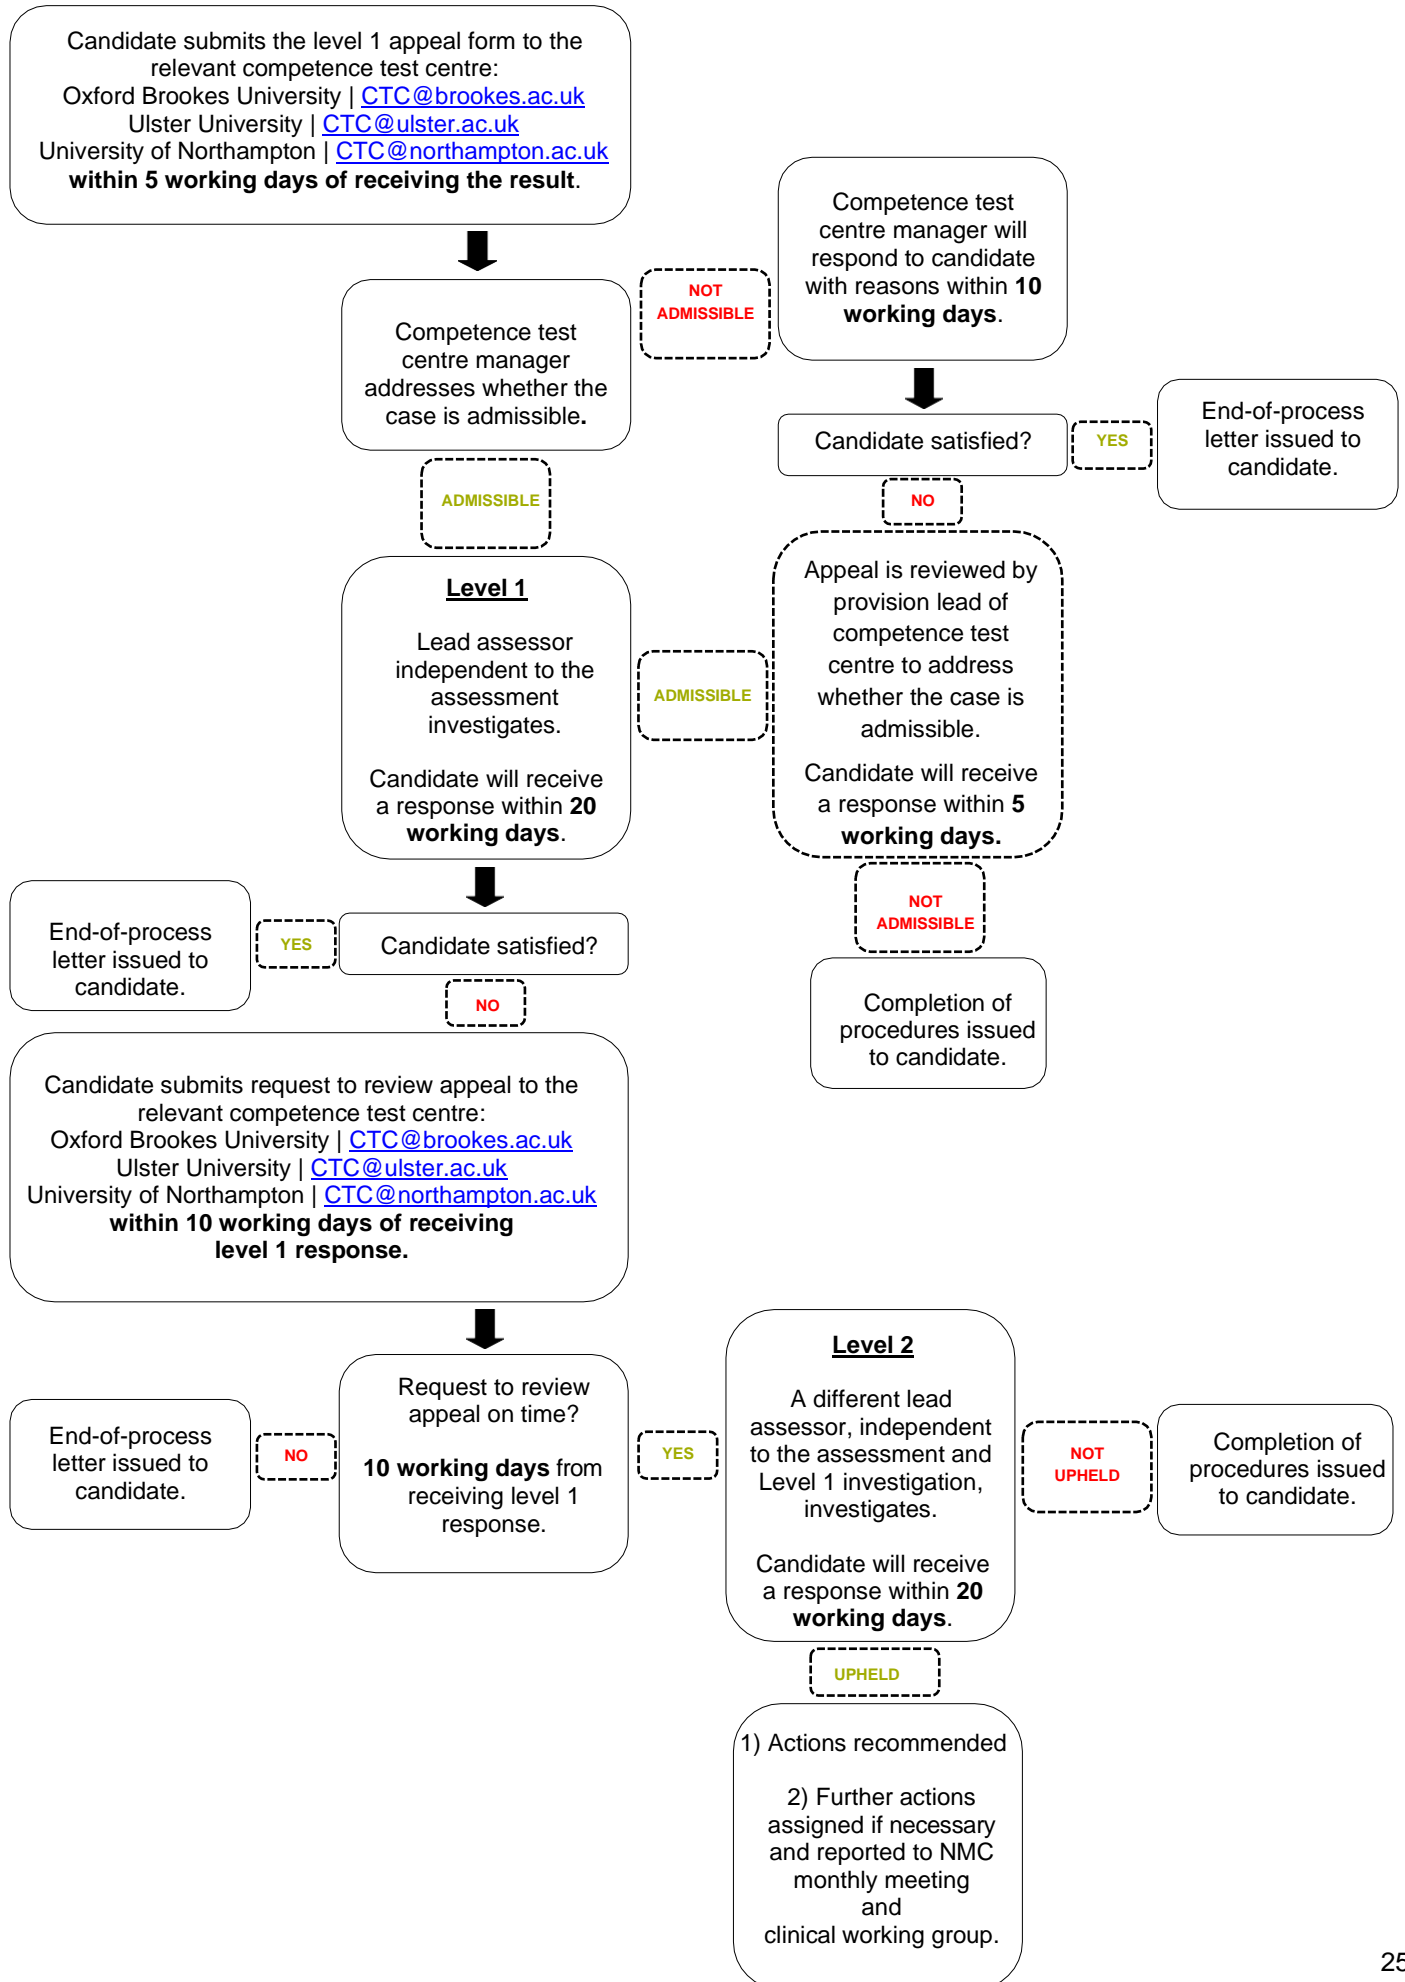 Candidate submits the level 1 appeal form to the
relevant competence test centre:
Oxford Brookes University | CTC@brookes.ac.uk
Ulster University | CTC@ulster.ac.uk
University of Northampton | CTC@northampton.ac.uk
within 5 working days of receiving the result.
Competence test
centre manager will
respond to candidate
with reasons within 10
working days.
NOT
ADMISSIBLE
Competence test
centre manager
addresses whether the
case is admissible.
Candidate satisfied?
YES
End-of-process
letter issued to
candidate.
ADMISSIBLE
NO
Level 1
Lead assessor
independent to the
assessment
investigates.
Candidate will receive
a response within 20
working days.
ADMISSIBLE
Appeal is reviewed by
provision lead of
competence test
centre to address
whether the case is
admissible.
Candidate will receive
a response within 5
working days.
NOT
ADMISSIBLE
Completion of
procedures issued
to candidate.
End-of-process
letter issued to
candidate.
YES
Candidate satisfied?
NO
Candidate submits request to review appeal to the
relevant competence test centre:
Oxford Brookes University | CTC@brookes.ac.uk
Ulster University | CTC@ulster.ac.uk
University of Northampton | CTC@northampton.ac.uk
within 10 working days of receiving
level 1 response.
End-of-process
letter issued to
candidate.
NO
Request to review
appeal on time?
10 working days from
receiving level 1
response.
YES
Level 2
A different lead
assessor, independent
to the assessment and
Level 1 investigation,
investigates.
Candidate will receive
a response within 20
working days.
NOT
UPHELD
Completion of
procedures issued
to candidate.
UPHELD
1) Actions recommended
2) Further actions
assigned if necessary
and reported to NMC
monthly meeting
and
clinical working group.
25